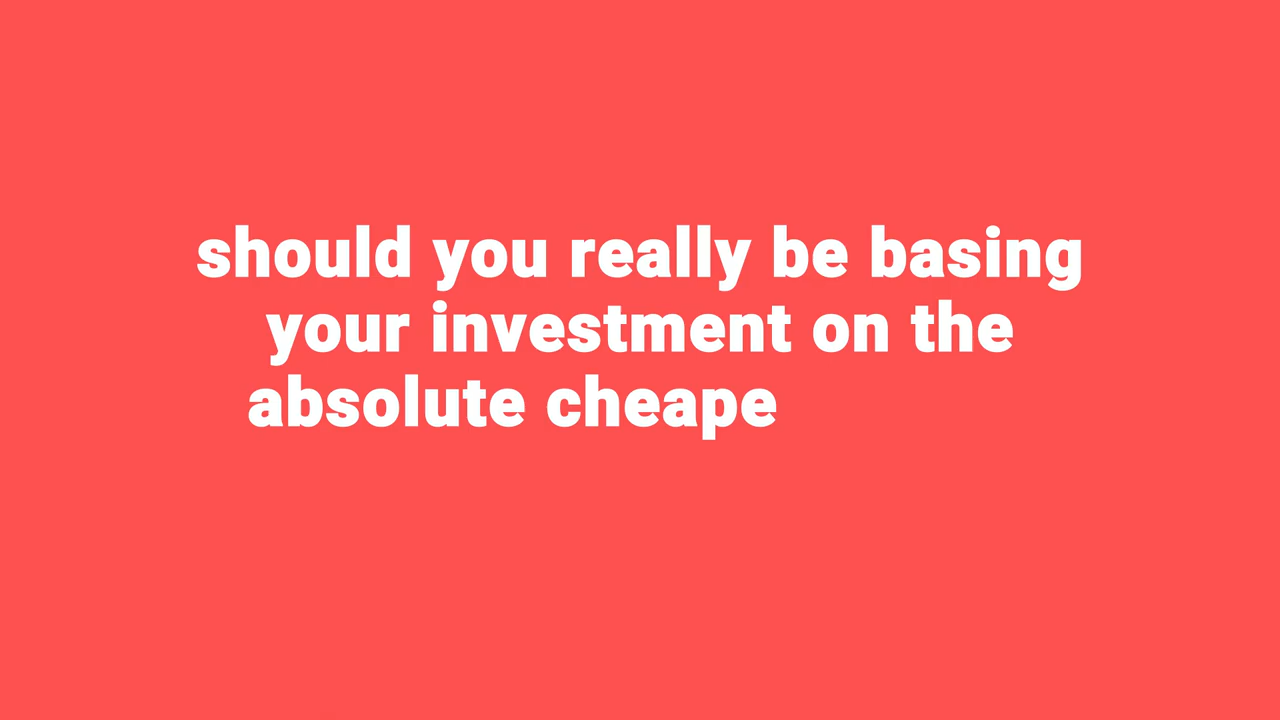 should you really be basing
your investment on the
absolute cheape